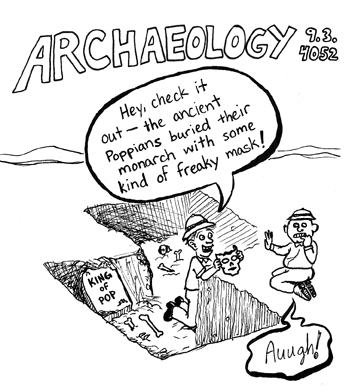 ARCHAEOLOGY
9.3.
4052
Hey, check it
out — the ancient
Poppians buried their
monarch with some
kind of freaky mask!
KING
OF
POP
Auugh!